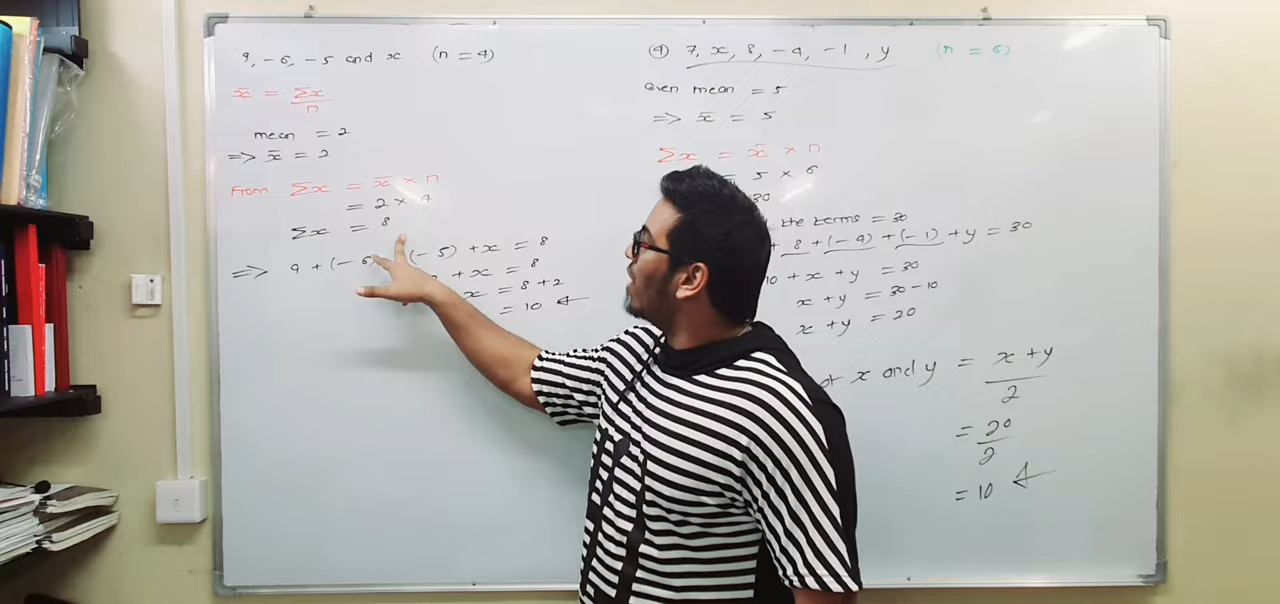 9, -6, -5 and x (n = 4)
x̄ = Σx / n
mean = 2
=> x̄ = 2
From Σx = x̄ × n
= 2 × 4
Σx = 8
=> 9 + (-6) (-5) + x = 8
+ x = 8
x = 8 + 2
= 10 ←
④ 7, x, 8, -4, -1, y (n = 6)
Given mean = 5
=> x̄ = 5
Σx = x̄ × n
= 5 × 6
30
the terms = 30
+ 8 + (-4) + (-1) + y = 30
10 + x + y = 30
x + y = 30 - 10
x + y = 20
of x and y = x + y / 2
= 20 / 2
= 10 ←